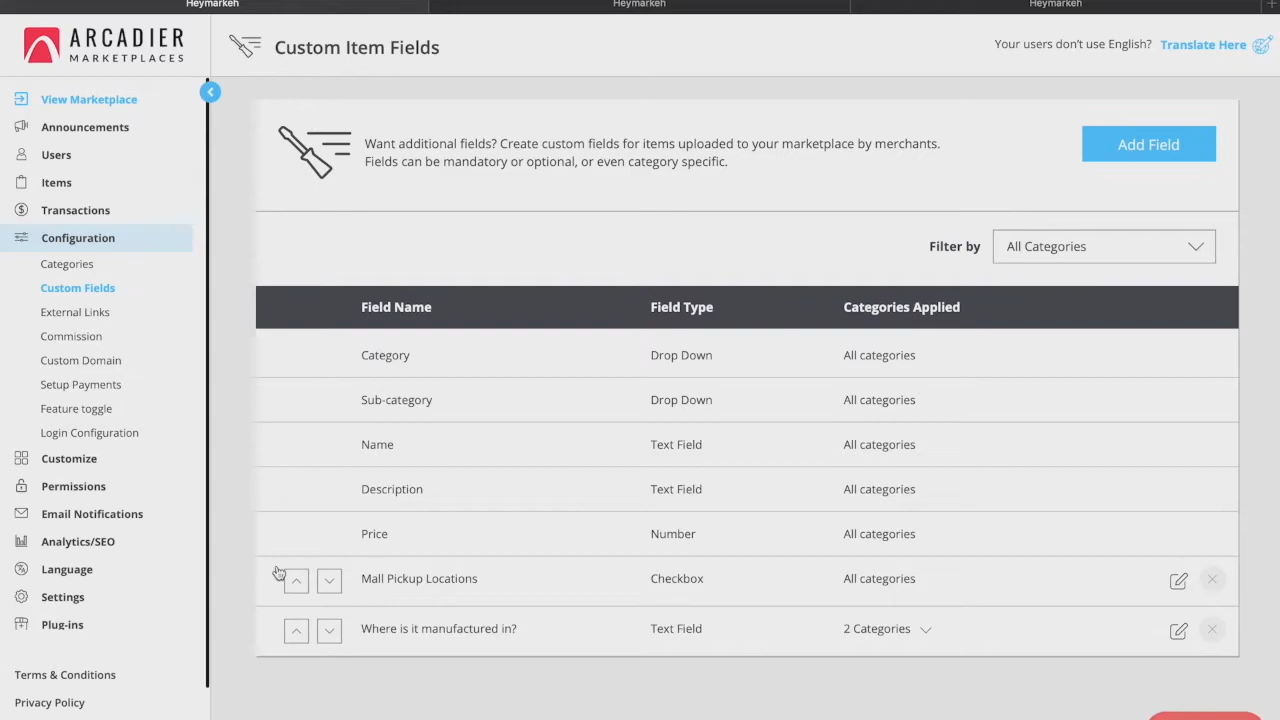 Heymarkeh
Heymarkeh
Heymarkeh
ARCADIER
MARKETPLACES
Custom Item Fields
Your users don't use English? Translate Here
View Marketplace
Announcements
Users
Items
Transactions
Configuration
Categories
Custom Fields
External Links
Commission
Custom Domain
Setup Payments
Feature toggle
Login Configuration
Customize
Permissions
Email Notifications
Analytics/SEO
Language
Settings
Plug-ins
Terms & Conditions
Privacy Policy
Want additional fields? Create custom fields for items uploaded to your marketplace by merchants.
Fields can be mandatory or optional, or even category specific.
Add Field
Filter by All Categories
Field Name Field Type Categories Applied
Category Drop Down All categories
Sub-category Drop Down All categories
Name Text Field All categories
Description Text Field All categories
Price Number All categories
Mall Pickup Locations Checkbox All categories
Where is it manufactured in? Text Field 2 Categories